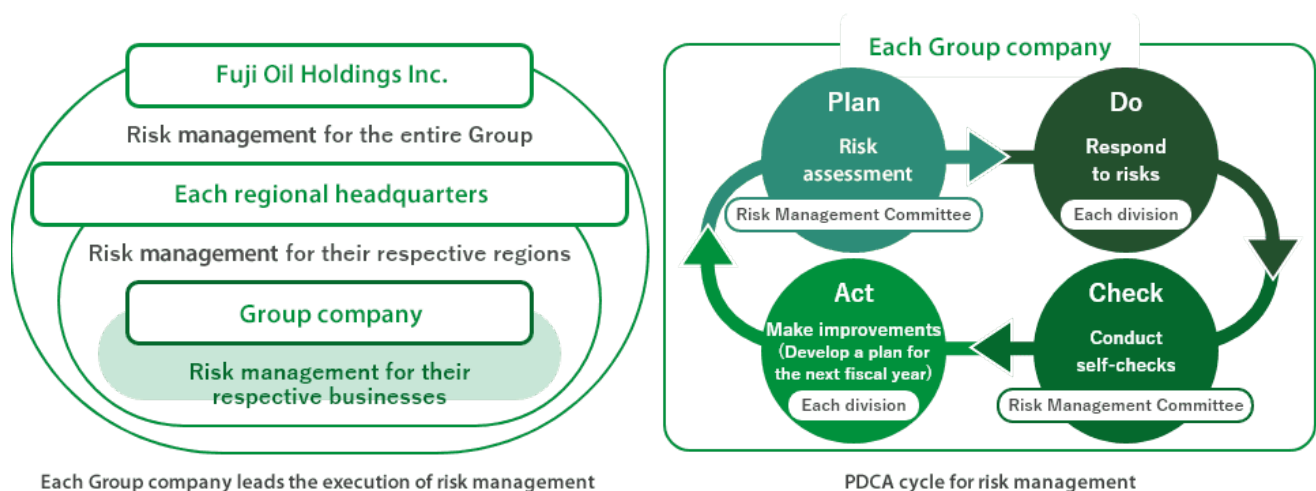 Fuji Oil Holdings Inc.
Risk management for the entire Group
Each regional headquarters
Risk management for their respective regions
Group company
Risk management for their
respective businesses
Each Group company leads the execution of risk management
Each Group company
Plan
Risk
assessment
Risk Management Committee
Do
Respond
to risks
Each division
Check
Conduct
self-checks
Risk Management Committee
Act
Make improvements
(Develop a plan for
the next fiscal year)
Each division
PDCA cycle for risk management